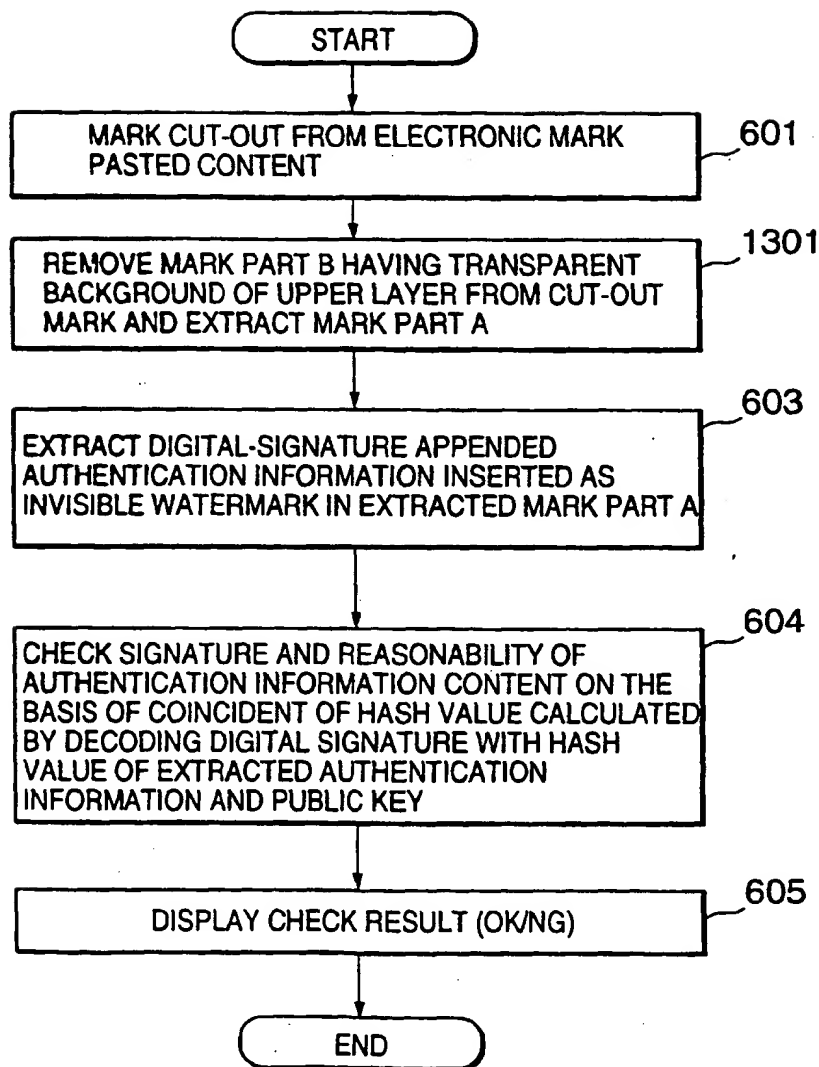 START
MARK CUT-OUT FROM ELECTRONIC MARK
PASTED CONTENT
601
REMOVE MARK PART B HAVING TRANSPARENT
BACKGROUND OF UPPER LAYER FROM CUT-OUT
MARK AND EXTRACT MARK PART A
1301
EXTRACT DIGITAL-SIGNATURE APPENDED
AUTHENTICATION INFORMATION INSERTED AS
INVISIBLE WATERMARK IN EXTRACTED MARK PART A
603
CHECK SIGNATURE AND REASONABILITY OF
AUTHENTICATION INFORMATION CONTENT ON THE
BASIS OF COINCIDENT OF HASH VALUE CALCULATED
BY DECODING DIGITAL SIGNATURE WITH HASH
VALUE OF EXTRACTED AUTHENTICATION
INFORMATION AND PUBLIC KEY
604
DISPLAY CHECK RESULT (OK/NG)
605
END